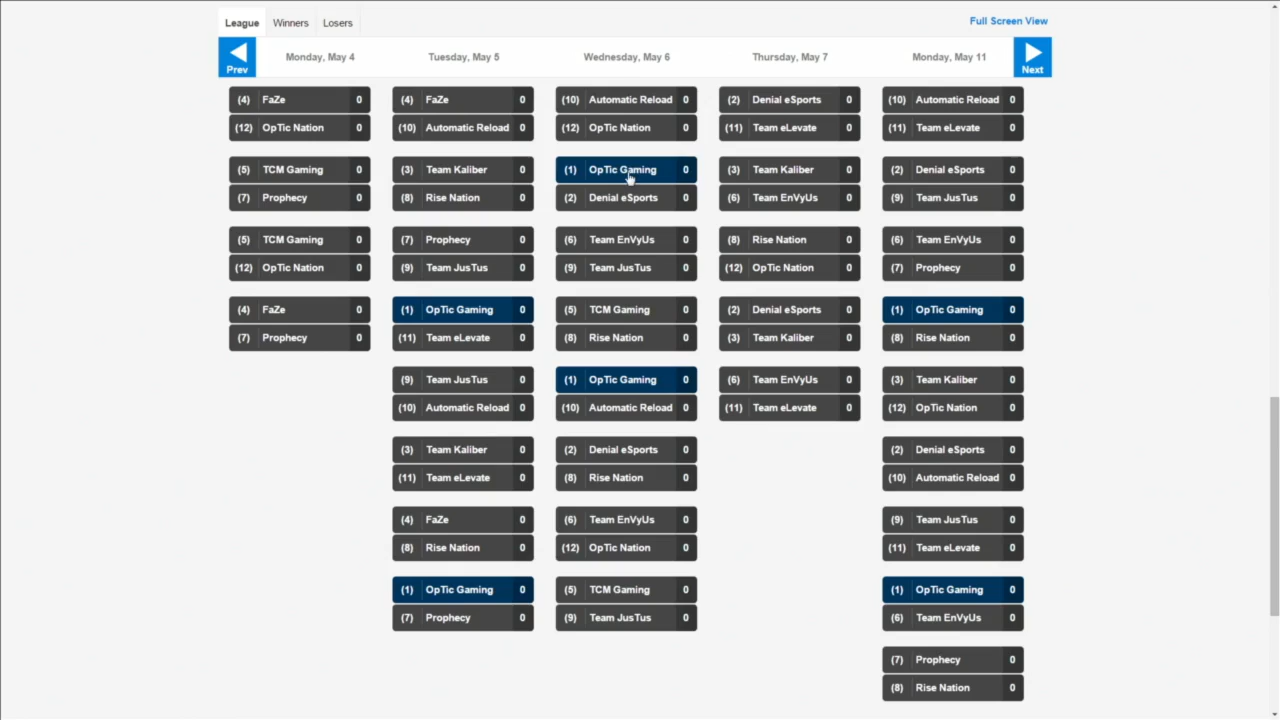 League Winners Losers
Full Screen View
Prev
Monday, May 4
Tuesday, May 5
Wednesday, May 6
Thursday, May 7
Monday, May 11
Next
(4) FaZe 0
(12) OpTic Nation 0
(5) TCM Gaming 0
(7) Prophecy 0
(5) TCM Gaming 0
(12) OpTic Nation 0
(4) FaZe 0
(7) Prophecy 0
(4) FaZe 0
(10) Automatic Reload 0
(3) Team Kaliber 0
(8) Rise Nation 0
(7) Prophecy 0
(9) Team JusTus 0
(1) OpTic Gaming 0
(11) Team eLevate 0
(9) Team JusTus 0
(10) Automatic Reload 0
(3) Team Kaliber 0
(11) Team eLevate 0
(4) FaZe 0
(8) Rise Nation 0
(1) OpTic Gaming 0
(7) Prophecy 0
(10) Automatic Reload 0
(12) OpTic Nation 0
(1) OpTic Gaming 0
(2) Denial eSports 0
(6) Team EnVyUs 0
(9) Team JusTus 0
(5) TCM Gaming 0
(8) Rise Nation 0
(1) OpTic Gaming 0
(10) Automatic Reload 0
(2) Denial eSports 0
(8) Rise Nation 0
(6) Team EnVyUs 0
(12) OpTic Nation 0
(5) TCM Gaming 0
(9) Team JusTus 0
(2) Denial eSports 0
(11) Team eLevate 0
(3) Team Kaliber 0
(6) Team EnVyUs 0
(8) Rise Nation 0
(12) OpTic Nation 0
(2) Denial eSports 0
(3) Team Kaliber 0
(6) Team EnVyUs 0
(11) Team eLevate 0
(10) Automatic Reload 0
(11) Team eLevate 0
(2) Denial eSports 0
(9) Team JusTus 0
(6) Team EnVyUs 0
(7) Prophecy 0
(1) OpTic Gaming 0
(8) Rise Nation 0
(3) Team Kaliber 0
(12) OpTic Nation 0
(2) Denial eSports 0
(10) Automatic Reload 0
(9) Team JusTus 0
(11) Team eLevate 0
(1) OpTic Gaming 0
(6) Team EnVyUs 0
(7) Prophecy 0
(8) Rise Nation 0